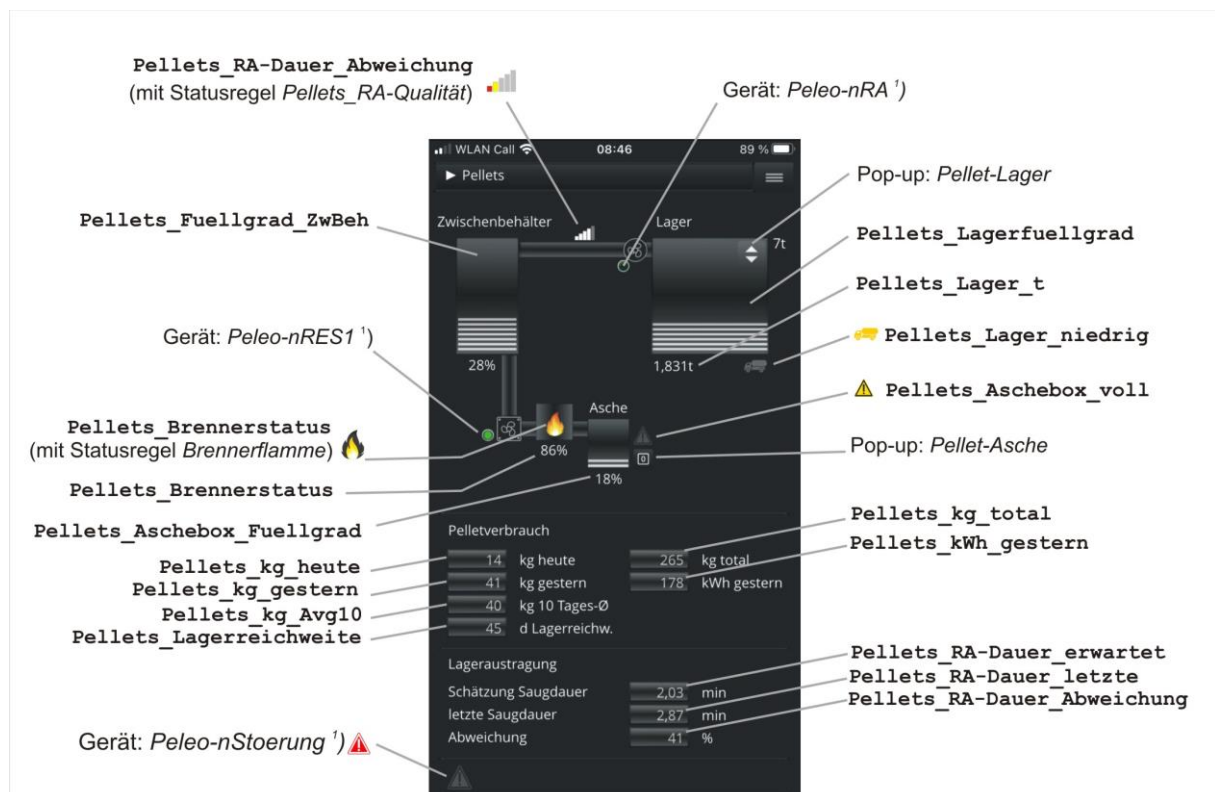 Pellets_RA-Dauer_Abweichung
(mit Statusregel Pellets_RA-Qualität)
Gerät: Peleo-nRA ¹)
WLAN Call 08:46 89 %
► Pellets
Pop-up: Pellet-Lager
Pellets_Fuellgrad_ZwBeh
Zwischenbehälter Lager
7t
Pellets_Lagerfuellgrad
Pellets_Lager_t
Gerät: Peleo-nRES1 ¹)
Pellets_Lager_niedrig
28% 1,831t
Pellets_Aschebox_voll
Asche
Pellets_Brennerstatus
(mit Statusregel Brennerflamme)
86%
0
Pop-up: Pellet-Asche
18%
Pellets_Brennerstatus
Pellets_Aschebox_Fuellgrad
Pelletverbrauch
Pellets_kg_total
Pellets_kWh_gestern
Pellets_kg_heute
14 kg heute 265 kg total
Pellets_kg_gestern
41 kg gestern 178 kWh gestern
Pellets_kg_Avg10
40 kg 10 Tages-Ø
Pellets_Lagerreichweite
45 d Lagerreichw.
Lageraustragung
Pellets_RA-Dauer_erwartet
Pellets_RA-Dauer_letzte
Pellets_RA-Dauer_Abweichung
Schätzung Saugdauer 2,03 min
letzte Saugdauer 2,87 min
Abweichung 41 %
Gerät: Peleo-nStoerung ¹)